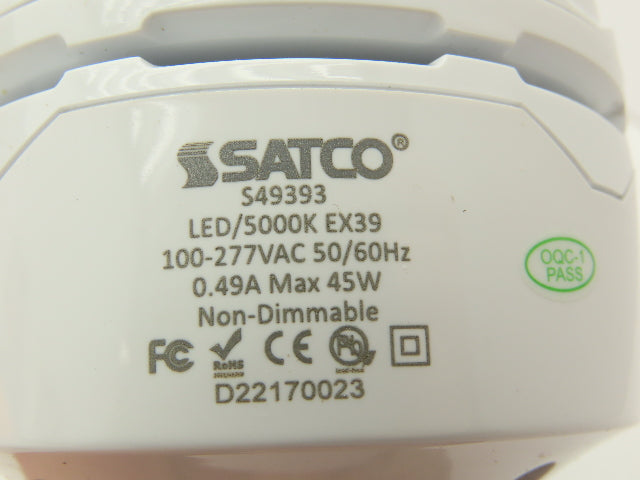 SATCO®
S49393
LED/5000K EX39
100-277VAC 50/60Hz
0.49A Max 45W
Non-Dimmable
FC RoHS CE Pb
D22170023
OQC-1
PASS